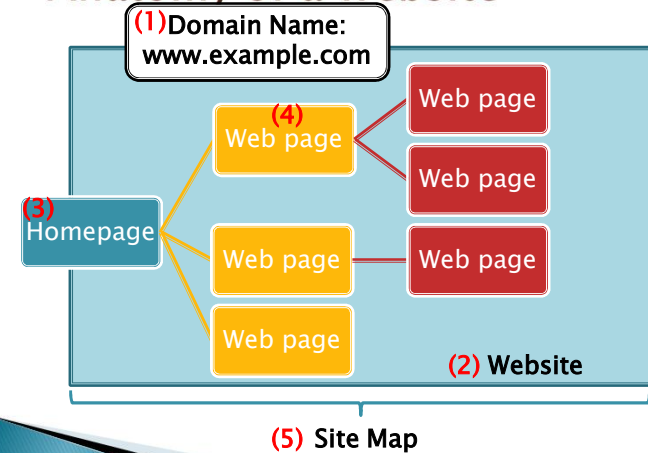 (1)Domain Name:
www.example.com
Web page
(4)
Web page
Web page
(3)
Homepage
Web page
Web page
Web page
(2) Website
(5) Site Map